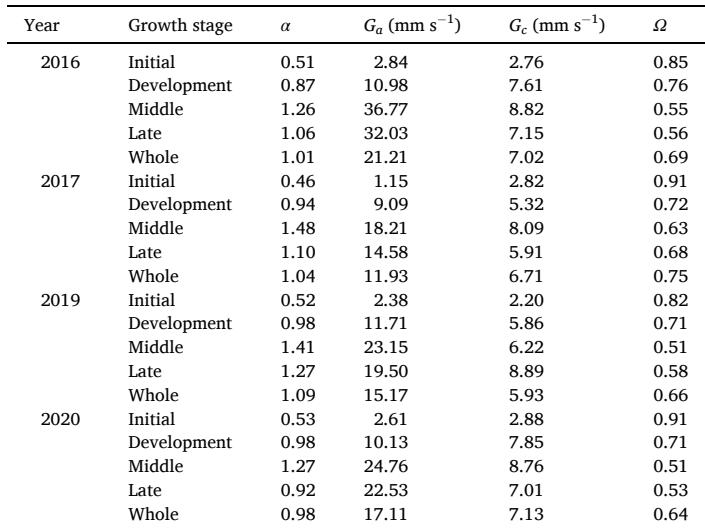 Year Growth stage α Gₐ (mm s⁻¹) G꜀ (mm s⁻¹) Ω
2016 Initial 0.51 2.84 2.76 0.85
Development 0.87 10.98 7.61 0.76
Middle 1.26 36.77 8.82 0.55
Late 1.06 32.03 7.15 0.56
Whole 1.01 21.21 7.02 0.69
2017 Initial 0.46 1.15 2.82 0.91
Development 0.94 9.09 5.32 0.72
Middle 1.48 18.21 8.09 0.63
Late 1.10 14.58 5.91 0.68
Whole 1.04 11.93 6.71 0.75
2019 Initial 0.52 2.38 2.20 0.82
Development 0.98 11.71 5.86 0.71
Middle 1.41 23.15 6.22 0.51
Late 1.27 19.50 8.89 0.58
Whole 1.09 15.17 5.93 0.66
2020 Initial 0.53 2.61 2.88 0.91
Development 0.98 10.13 7.85 0.71
Middle 1.27 24.76 8.76 0.51
Late 0.92 22.53 7.01 0.53
Whole 0.98 17.11 7.13 0.64